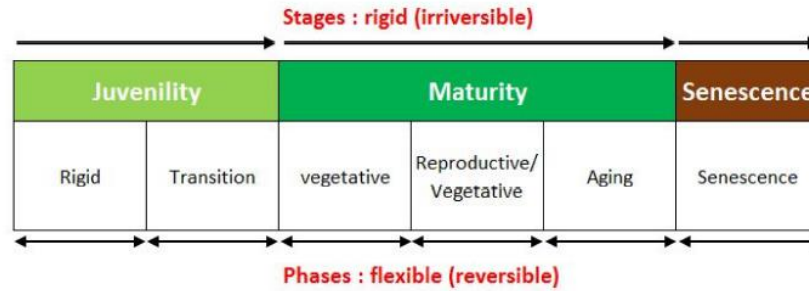 Stages : rigid (irriversible)
Juvenility
Maturity
Senescence
Rigid
Transition
vegetative
Reproductive/
Vegetative
Aging
Senescence
Phases : flexible (reversible)